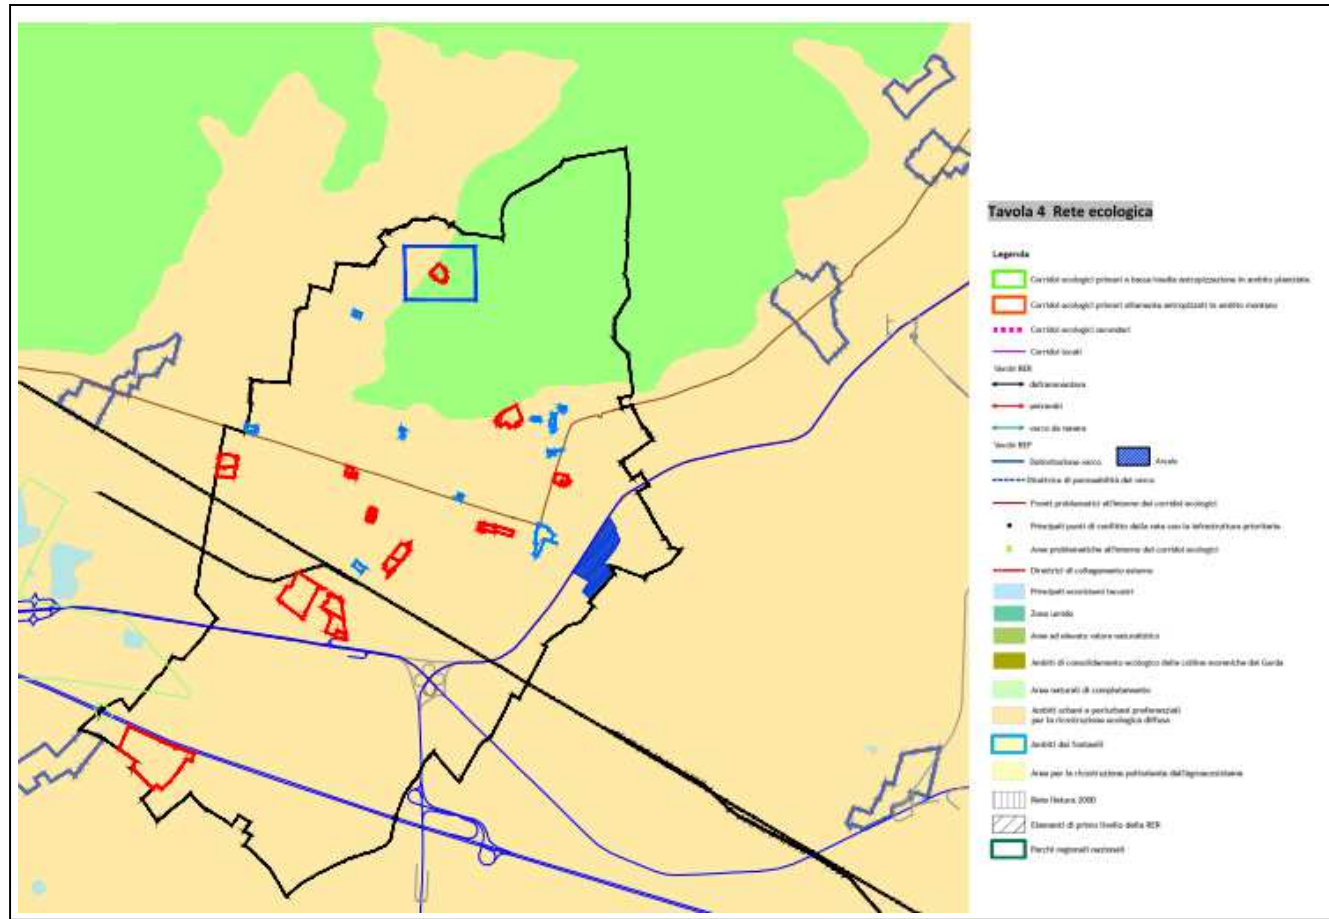 Tavola 4 Rete ecologica
Legenda
Corridoi ecologici primari a basso livello antropizzazione in ambito planiziale
Corridoi ecologici primari altamente antropizzati in ambito montano
Corridoi ecologici secondari
Corridoi locali
Varchi RER
deframmentare
entrambi
varco da tenere
Varchi REP
Delimitazione varco
Areale
Direttrice di permeabilità del varco
Fronti problematici all'interno dei corridoi ecologici
Principali punti di conflitto della rete con le infrastrutture prioritarie
Aree problematiche all'interno dei corridoi ecologici
Direttrici di collegamento esterno
Principali ecosistemi lacustri
Zone umide
Aree ad elevato valore naturalistico
Ambiti di consolidamento ecologico delle colline moreniche del Garda
Aree naturali di completamento
Ambiti urbani e periurbani preferenziali
per la ricostruzione ecologica diffusa
Ambiti dei fontanili
Aree per la ricostruzione polivalente dell'agroecosistema
Rete Natura 2000
Elementi di primo livello della RER
Parchi regionali nazionali